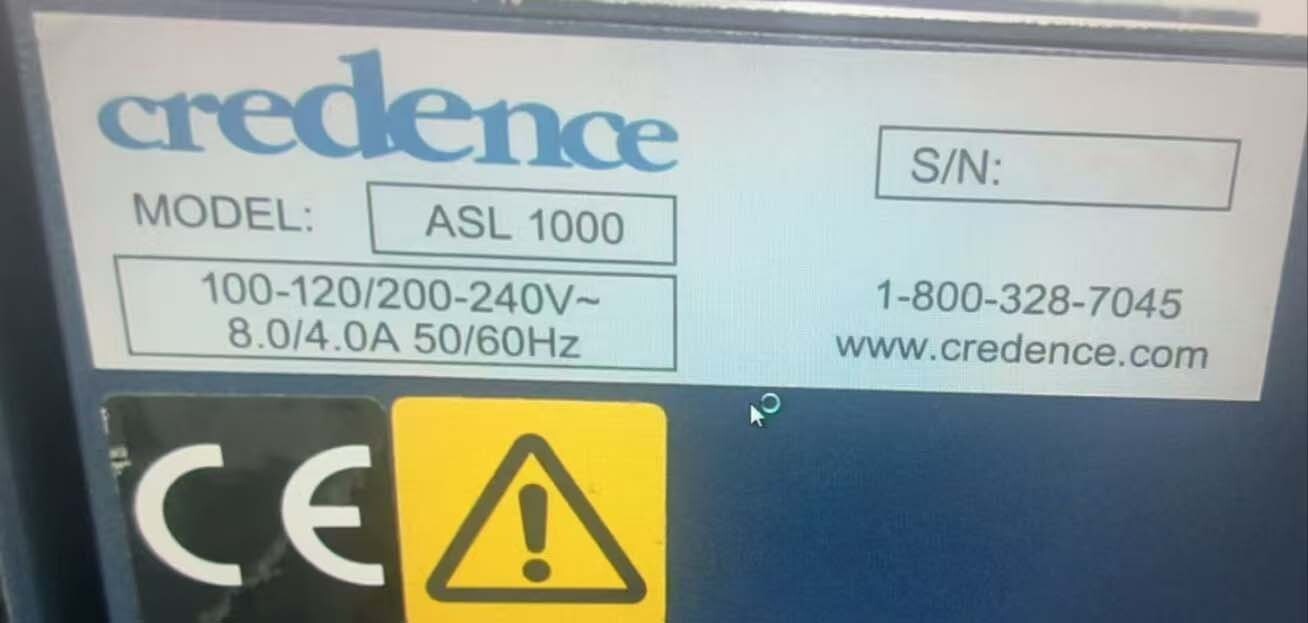 credence
MODEL: ASL 1000
100-120/200-240V~
8.0/4.0A 50/60Hz
S/N:
1-800-328-7045
www.credence.com
CE
!